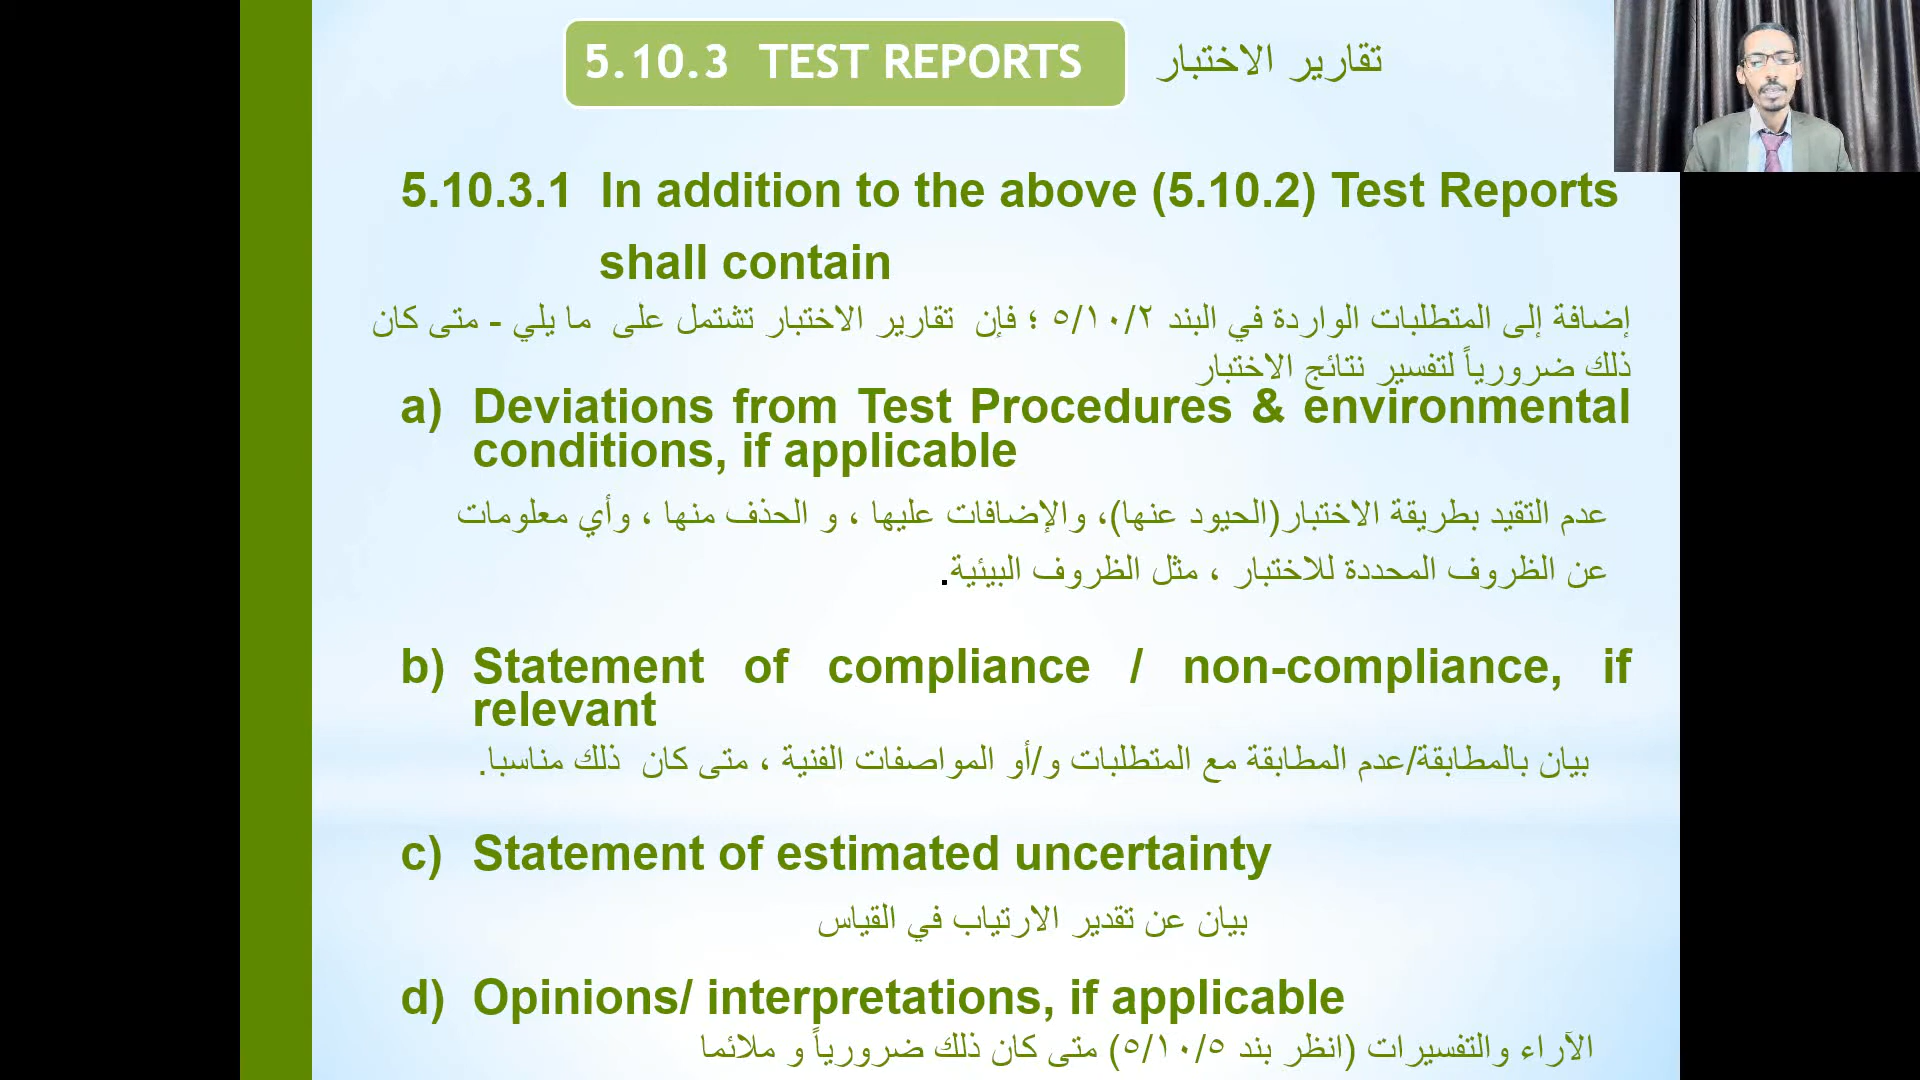 5.10.3 TEST REPORTS
تقارير الاختبار
5.10.3.1 In addition to the above (5.10.2) Test Reports
shall contain
إضافة إلى المتطلبات الواردة في البند ٥/١٠/٢ ؛ فإن تقارير الاختبار تشتمل على ما يلي - متى كان
ذلك ضرورياً لتفسير نتائج الاختبار
a) Deviations from Test Procedures & environmental
conditions, if applicable
عدم التقيد بطريقة الاختبار(الحيود عنها)، والإضافات عليها ، و الحذف منها ، وأي معلومات
عن الظروف المحددة للاختبار ، مثل الظروف البيئية.
b) Statement of compliance / non-compliance, if
relevant
بيان بالمطابقة/عدم المطابقة مع المتطلبات و/أو المواصفات الفنية ، متى كان ذلك مناسبا.
c) Statement of estimated uncertainty
بيان عن تقدير الارتياب في القياس
d) Opinions/ interpretations, if applicable
الآراء والتفسيرات (انظر بند ٥/١٠/٥) متى كان ذلك ضرورياً و ملائما